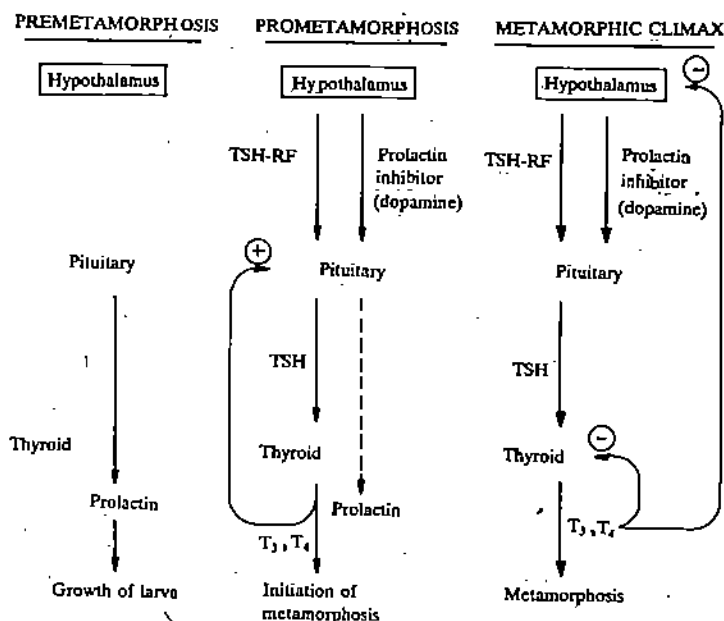 PREMETAMORPHOSIS
Hypothalamus
Pituitary
Thyroid
Prolactin
Growth of larva
PROMETAMORPHOSIS
Hypothalamus
TSH-RF
Prolactin
inhibitor
(dopamine)
+
Pituitary
TSH
Thyroid
Prolactin
T₃, T₄
Initiation of
metamorphosis
METAMORPHIC CLIMAX
−
Hypothalamus
TSH-RF
Prolactin
inhibitor
(dopamine)
Pituitary
TSH
−
Thyroid
T₃, T₄
Metamorphosis